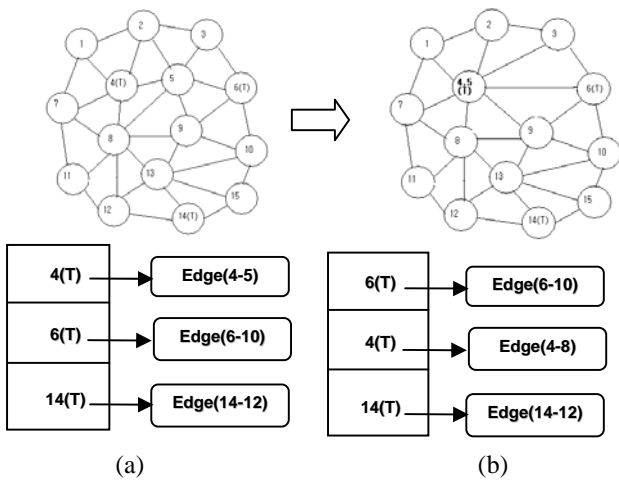 2
3
1
4(T)
5
6(T)
7
8
9
10
11
13
12
14(T)
15
2
3
1
4,5
(T)
6(T)
7
8
9
10
11
13
12
14(T)
15
4(T)
Edge(4-5)
6(T)
Edge(6-10)
14(T)
Edge(14-12)
(a)
6(T)
Edge(6-10)
4(T)
Edge(4-8)
14(T)
Edge(14-12)
(b)